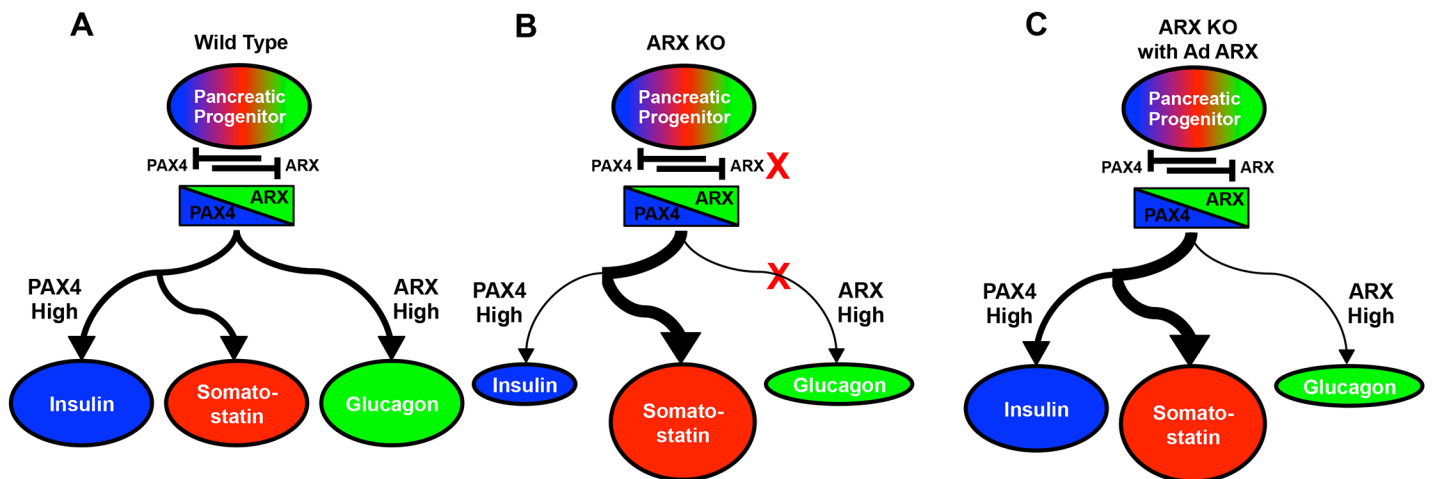 A
Wild Type
Pancreatic
Progenitor
PAX4
ARX
ARX
PAX4
PAX4
High
ARX
High
Insulin
Somato-
statin
Glucagon
B
ARX KO
Pancreatic
Progenitor
PAX4
ARX
X
ARX
PAX4
X
PAX4
High
ARX
High
Insulin
Somato-
statin
Glucagon
C
ARX KO
with Ad ARX
Pancreatic
Progenitor
PAX4
ARX
ARX
PAX4
PAX4
High
ARX
High
Insulin
Somato-
statin
Glucagon